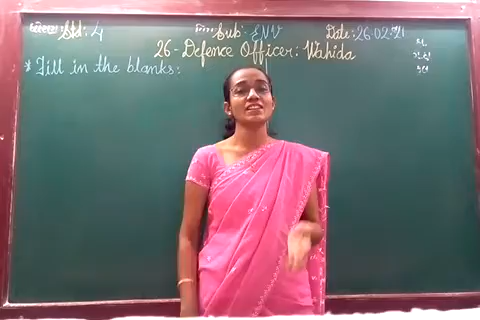 Std: 4 Sub: ENV Date: 26.02.21
26 - Defence Officer: Wahida
* Fill in the blanks: